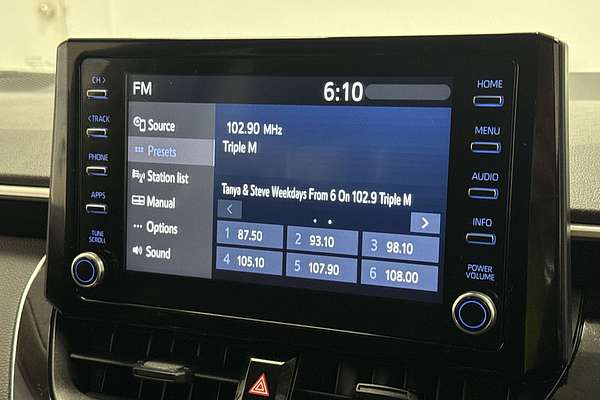 CH >
< TRACK
PHONE
APPS
TUNE
SCROLL
FM
6:10
Source
Presets
Station list
Manual
Options
Sound
102.90 MHz
Triple M
Tanya & Steve Weekdays From 6 On 102.9 Triple M
<
>
1 87.50
2 93.10
3 98.10
4 105.10
5 107.90
6 108.00
HOME
MENU
AUDIO
INFO
POWER
VOLUME